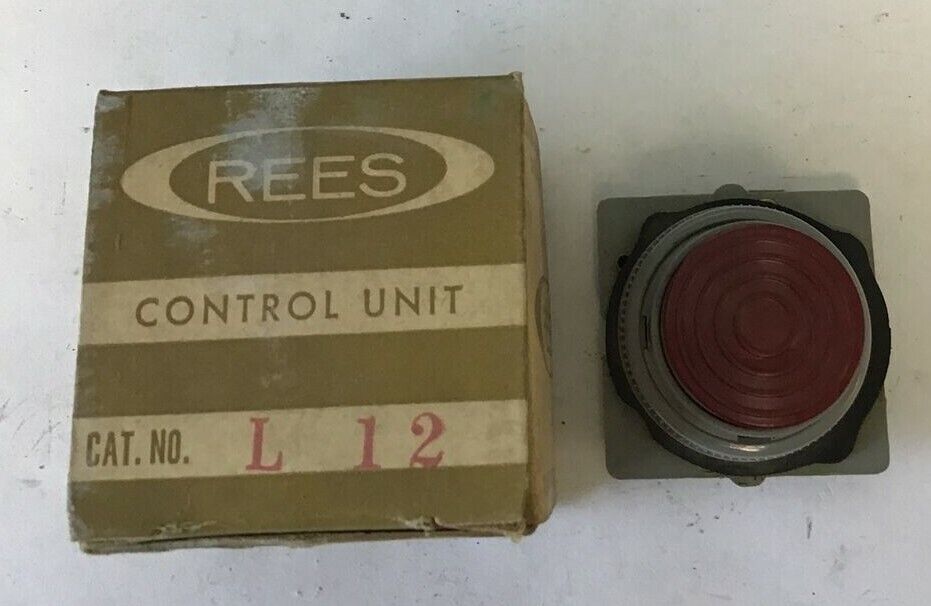 REES
CONTROL UNIT
CAT. NO. L 12